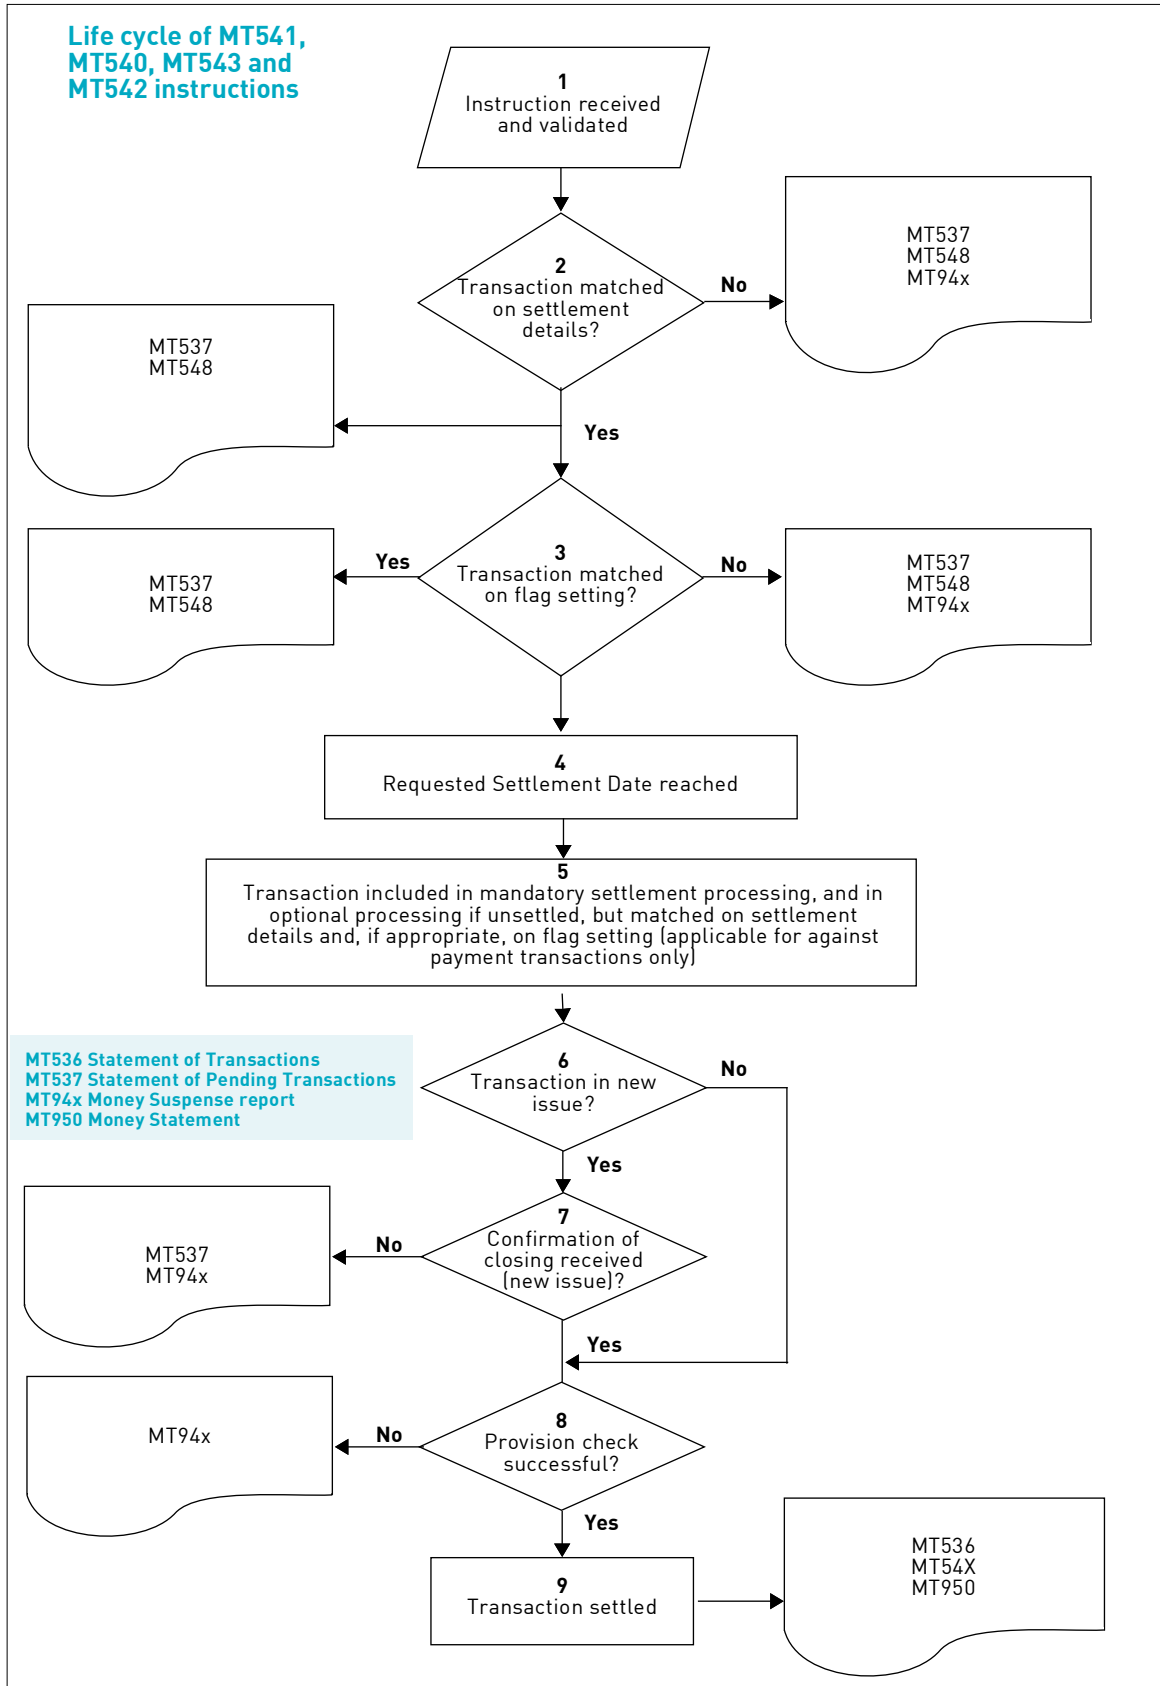 Life cycle of MT541,
MT540, MT543 and
MT542 instructions
1
Instruction received
and validated
2
Transaction matched
on settlement
details?
No
MT537
MT548
MT94x
MT537
MT548
Yes
3
Transaction matched
on flag setting?
Yes
MT537
MT548
No
MT537
MT548
MT94x
4
Requested Settlement Date reached
5
Transaction included in mandatory settlement processing, and in
optional processing if unsettled, but matched on settlement
details and, if appropriate, on flag setting (applicable for against
payment transactions only)
MT536 Statement of Transactions
MT537 Statement of Pending Transactions
MT94x Money Suspense report
MT950 Money Statement
6
Transaction in new
issue?
No
Yes
7
Confirmation of
closing received
(new issue)?
No
MT537
MT94x
Yes
8
Provision check
successful?
No
MT94x
Yes
9
Transaction settled
MT536
MT54X
MT950